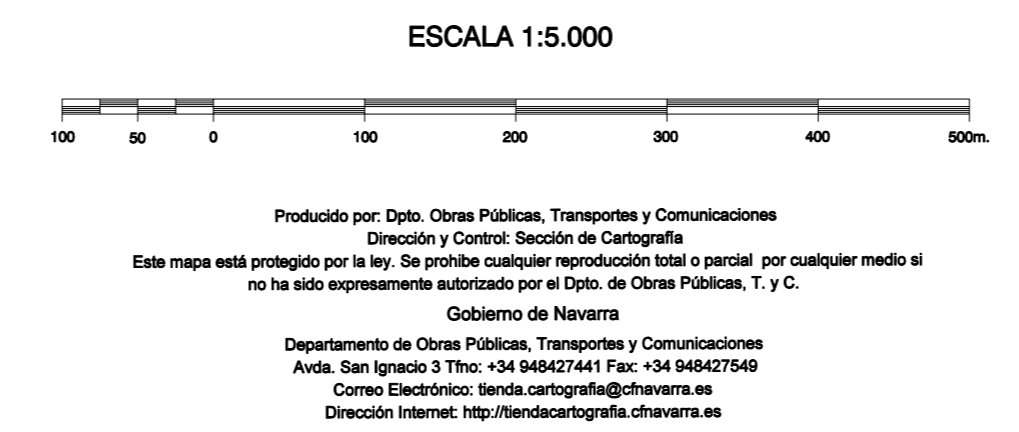 ESCALA 1:5.000
100 50 0 100 200 300 400 500m.
Producido por: Dpto. Obras Públicas, Transportes y Comunicaciones
Dirección y Control: Sección de Cartografía
Este mapa está protegido por la ley. Se prohibe cualquier reproducción total o parcial por cualquier medio si
no ha sido expresamente autorizado por el Dpto. de Obras Públicas, T. y C.
Gobierno de Navarra
Departamento de Obras Públicas, Transportes y Comunicaciones
Avda. San Ignacio 3 Tfno: +34 948427441 Fax: +34 948427549
Correo Electrónico: tienda.cartografia@cfnavarra.es
Dirección Internet: http://tiendacartografia.cfnavarra.es